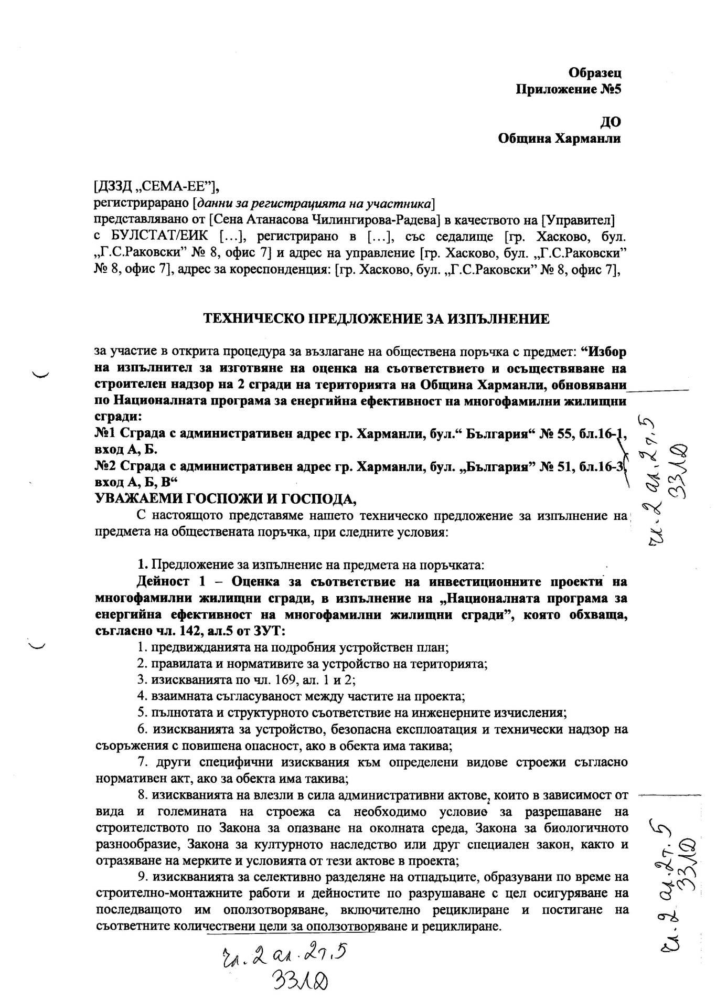 Образец
Приложение №5
ДО
Община Харманли
[ДЗЗД „СЕМА-ЕЕ”],
регистрирарано [данни за регистрацията на участника]
представлявано от [Сена Атанасова Чилингирова-Радева] в качеството на [Управител]
с БУЛСТАТ/ЕИК […], регистрирано в […], със седалище [гр. Хасково, бул.
„Г.С.Раковски” № 8, офис 7] и адрес на управление [гр. Хасково, бул. „Г.С.Раковски”
№ 8, офис 7], адрес за кореспонденция: [гр. Хасково, бул. „Г.С.Раковски” № 8, офис 7],
ТЕХНИЧЕСКО ПРЕДЛОЖЕНИЕ ЗА ИЗПЪЛНЕНИЕ
за участие в открита процедура за възлагане на обществена поръчка с предмет: “Избор
на изпълнител за изготвяне на оценка на съответствието и осъществяване на
строителен надзор на 2 сгради на територията на Община Харманли, обновявани
по Националната програма за енергийна ефективност на многофамилни жилищни
сгради:
№1 Сграда с административен адрес гр. Харманли, бул.“ България“ № 55, бл.16-1,
вход А, Б.
№2 Сграда с административен адрес гр. Харманли, бул. „България” № 51, бл.16-3,
вход А, Б, В“
УВАЖАЕМИ ГОСПОЖИ И ГОСПОДА,
С настоящото представяме нашето техническо предложение за изпълнение на
предмета на обществената поръчка, при следните условия:
1. Предложение за изпълнение на предмета на поръчката:
Дейност 1 – Оценка за съответствие на инвестиционните проекти на
многофамилни жилищни сгради, в изпълнение на „Националната програма за
енергийна ефективност на многофамилни жилищни сгради”, която обхваща,
съгласно чл. 142, ал.5 от ЗУТ:
1. предвижданията на подробния устройствен план;
2. правилата и нормативите за устройство на територията;
3. изискванията по чл. 169, ал. 1 и 2;
4. взаимната съгласуваност между частите на проекта;
5. пълнотата и структурното съответствие на инженерните изчисления;
6. изискванията за устройство, безопасна експлоатация и технически надзор на
съоръжения с повишена опасност, ако в обекта има такива;
7. други специфични изисквания към определени видове строежи съгласно
нормативен акт, ако за обекта има такива;
8. изискванията на влезли в сила административни актове, които в зависимост от
вида и големината на строежа са необходимо условие за разрешаване на
строителството по Закона за опазване на околната среда, Закона за биологичното
разнообразие, Закона за културното наследство или друг специален закон, както и
отразяване на мерките и условията от тези актове в проекта;
9. изискванията за селективно разделяне на отпадъците, образувани по време на
строително-монтажните работи и дейностите по разрушаване с цел осигуряване на
последващото им оползотворяване, включително рециклиране и постигане на
съответните количествени цели за оползотворяване и рециклиране.
чл. 2 ал. 2 т. 5
ЗЗЛД
чл. 2 ал. 2 т. 5
ЗЗЛД
чл. 2 ал. 2 т. 5
ЗЗЛД